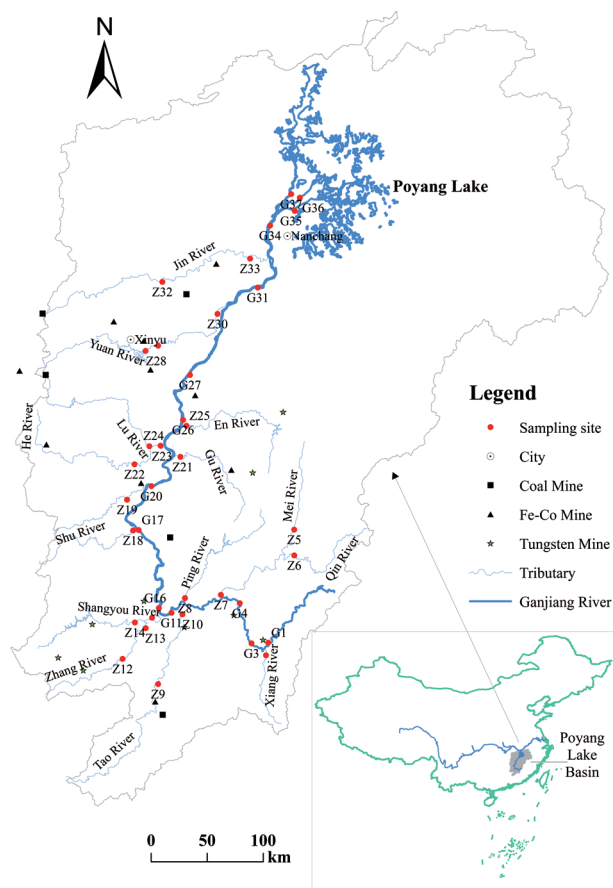 N
Poyang Lake
G37
G36
G35
G34
Nanchang
Jin River
Z33
Z32
G31
Z30
Xinyu
Yuan River
Z28
G27
Legend
Sampling site
City
Coal Mine
Fe-Co Mine
Tungsten Mine
Tributary
Ganjiang River
He River
Lu River
Z25
G26
En River
Z24
Z23
Z21
Z22
Gu River
G20
Z19
Mei River
Shu River
G17
Z18
Z5
Z6
Qin River
Ping River
Z7
G4
G16
Z8
Shangyou River
G11
Z10
Z14
Z13
G1
G3
Xiang River
Zhang River
Z12
Z9
Tao River
Poyang
Lake
Basin
0 50 100
km